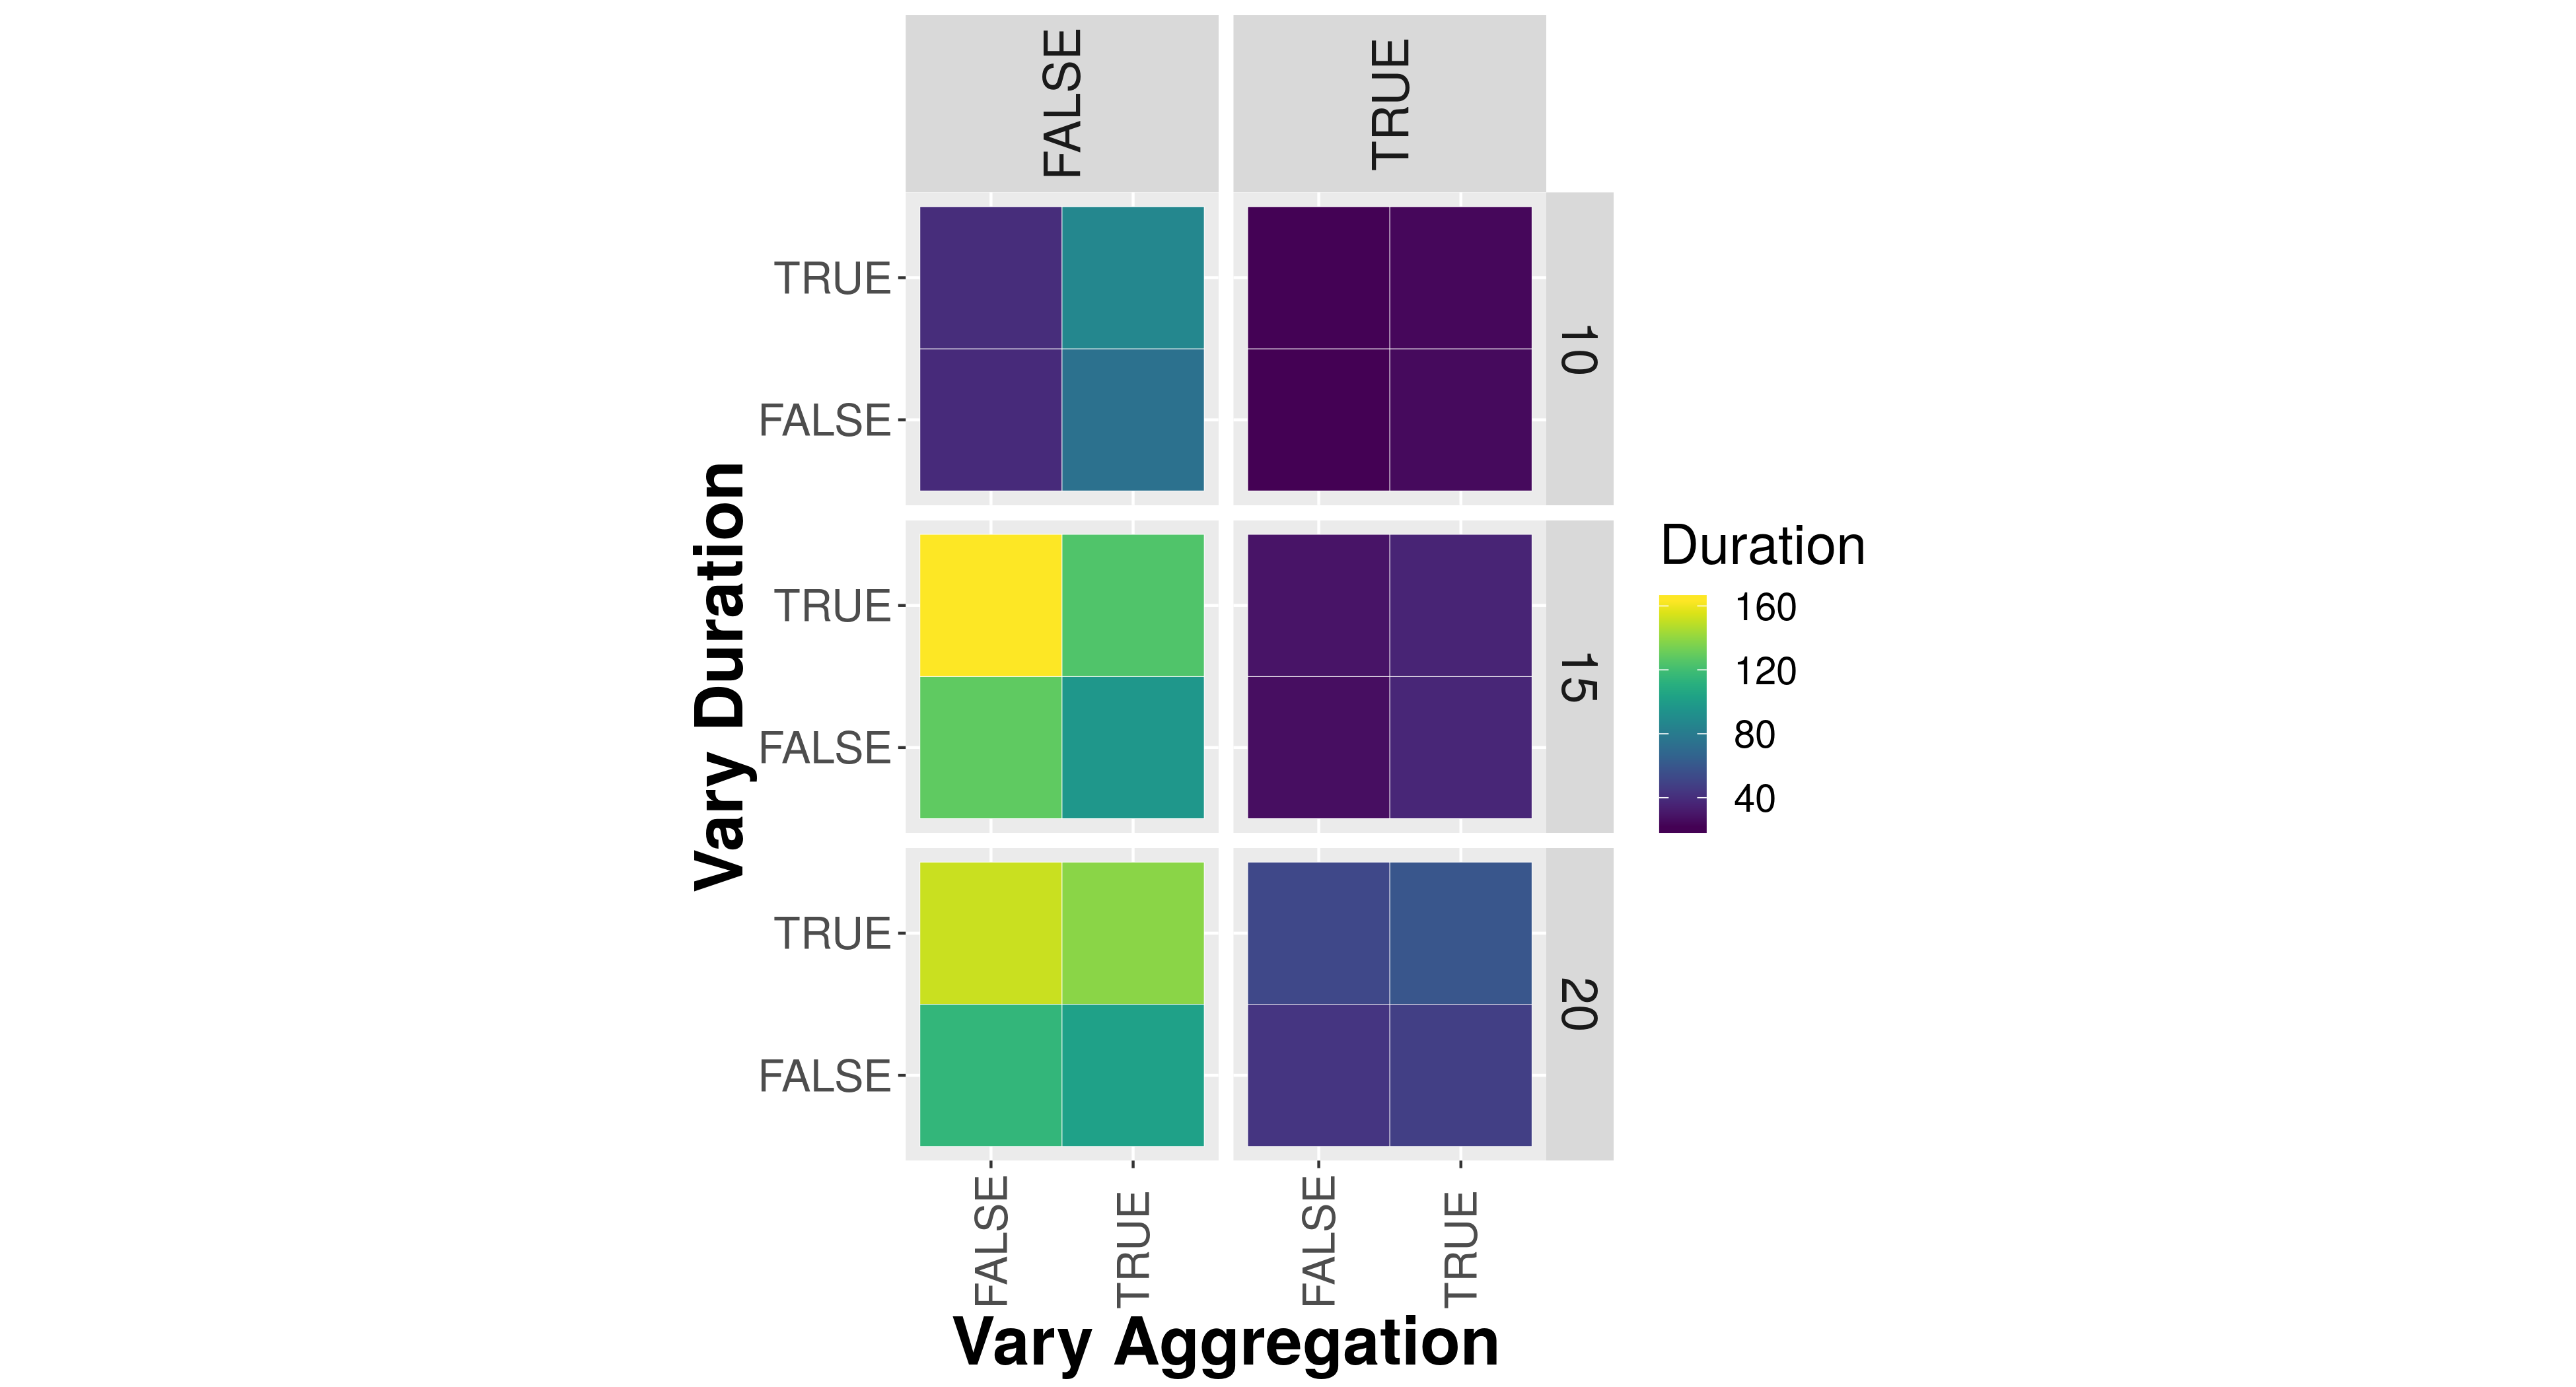 FALSE
TRUE
TRUE
FALSE
10
TRUE
FALSE
15
TRUE
FALSE
20
Vary Duration
FALSE
TRUE
FALSE
TRUE
Vary Aggregation
Duration
160
120
80
40